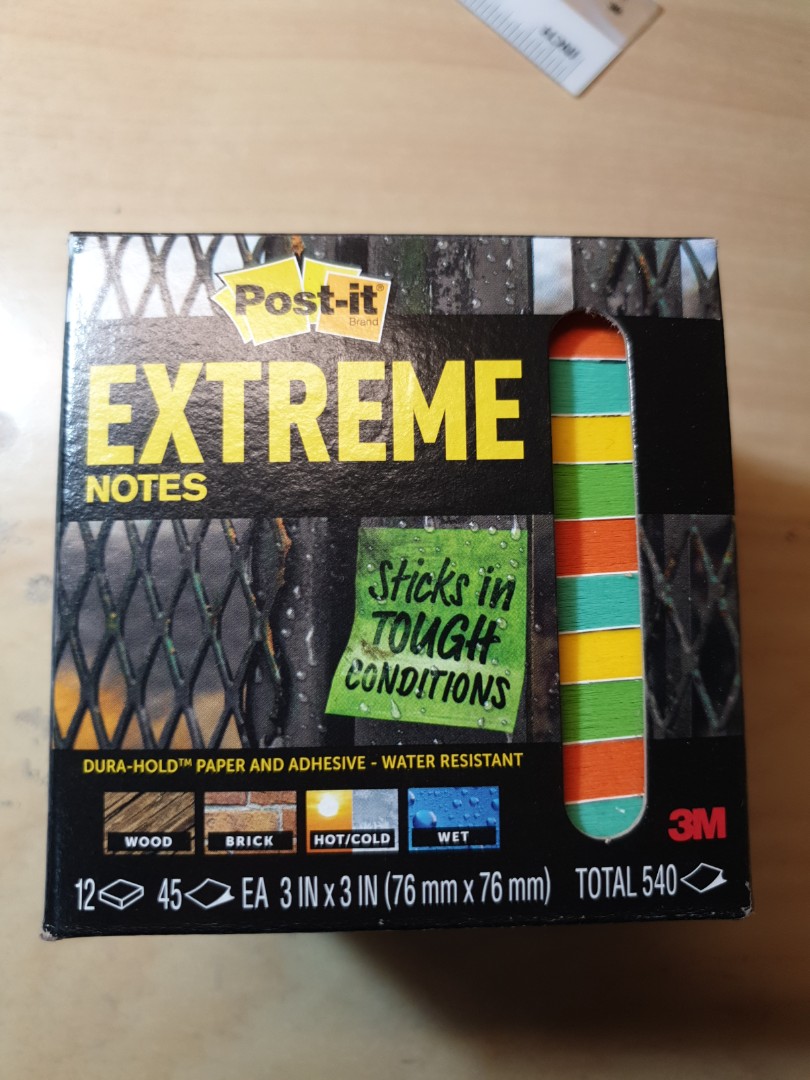 Post-it®
Brand
EXTREME
NOTES
Sticks in
TOUGH
CONDITIONS
DURA-HOLD™ PAPER AND ADHESIVE - WATER RESISTANT
WOOD BRICK HOT/COLD WET
3M
12 45 EA 3 IN x 3 IN (76 mm x 76 mm) TOTAL 540